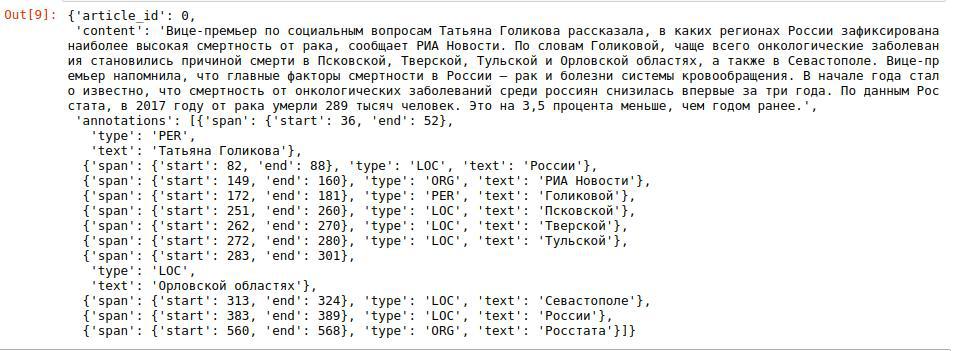 Out[9]: {'article_id': 0,
'content': 'Вице-премьер по социальным вопросам Татьяна Голикова рассказала, в каких регионах России зафиксирована
наиболее высокая смертность от рака, сообщает РИА Новости. По словам Голиковой, чаще всего онкологические заболеван
ия становились причиной смерти в Псковской, Тверской, Тульской и Орловской областях, а также в Севастополе. Вице-пр
емьер напомнила, что главные факторы смертности в России — рак и болезни системы кровообращения. В начале года стал
о известно, что смертность от онкологических заболеваний среди россиян снизилась впервые за три года. По данным Рос
стата, в 2017 году от рака умерли 289 тысяч человек. Это на 3,5 процента меньше, чем годом ранее.',
'annotations': [{'span': {'start': 36, 'end': 52},
'type': 'PER',
'text': 'Татьяна Голикова'},
{'span': {'start': 82, 'end': 88}, 'type': 'LOC', 'text': 'России'},
{'span': {'start': 149, 'end': 160}, 'type': 'ORG', 'text': 'РИА Новости'},
{'span': {'start': 172, 'end': 181}, 'type': 'PER', 'text': 'Голиковой'},
{'span': {'start': 251, 'end': 260}, 'type': 'LOC', 'text': 'Псковской'},
{'span': {'start': 262, 'end': 270}, 'type': 'LOC', 'text': 'Тверской'},
{'span': {'start': 272, 'end': 280}, 'type': 'LOC', 'text': 'Тульской'},
{'span': {'start': 283, 'end': 301},
'type': 'LOC',
'text': 'Орловской областях'},
{'span': {'start': 313, 'end': 324}, 'type': 'LOC', 'text': 'Севастополе'},
{'span': {'start': 383, 'end': 389}, 'type': 'LOC', 'text': 'России'},
{'span': {'start': 560, 'end': 568}, 'type': 'ORG', 'text': 'Росстата'}]}